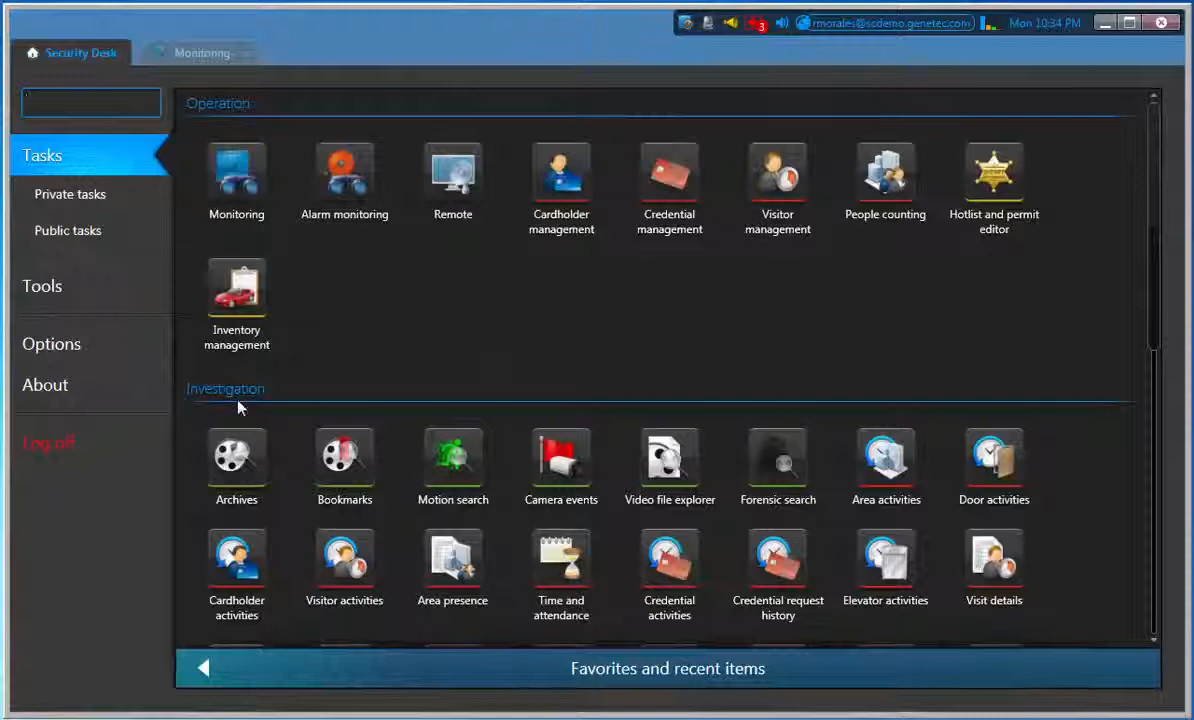 3
rmorales@scdemo.genetec.com
Mon 10:34 PM
Security Desk
Monitoring
Operation
Tasks
Private tasks
Public tasks
Tools
Options
About
Log off
Monitoring
Alarm monitoring
Remote
Cardholder
management
Credential
management
Visitor
management
People counting
Hotlist and permit
editor
Inventory
management
Investigation
Archives
Bookmarks
Motion search
Camera events
Video file explorer
Forensic search
Area activities
Door activities
Cardholder
activities
Visitor activities
Area presence
Time and
attendance
Credential
activities
Credential request
history
Elevator activities
Visit details
Favorites and recent items